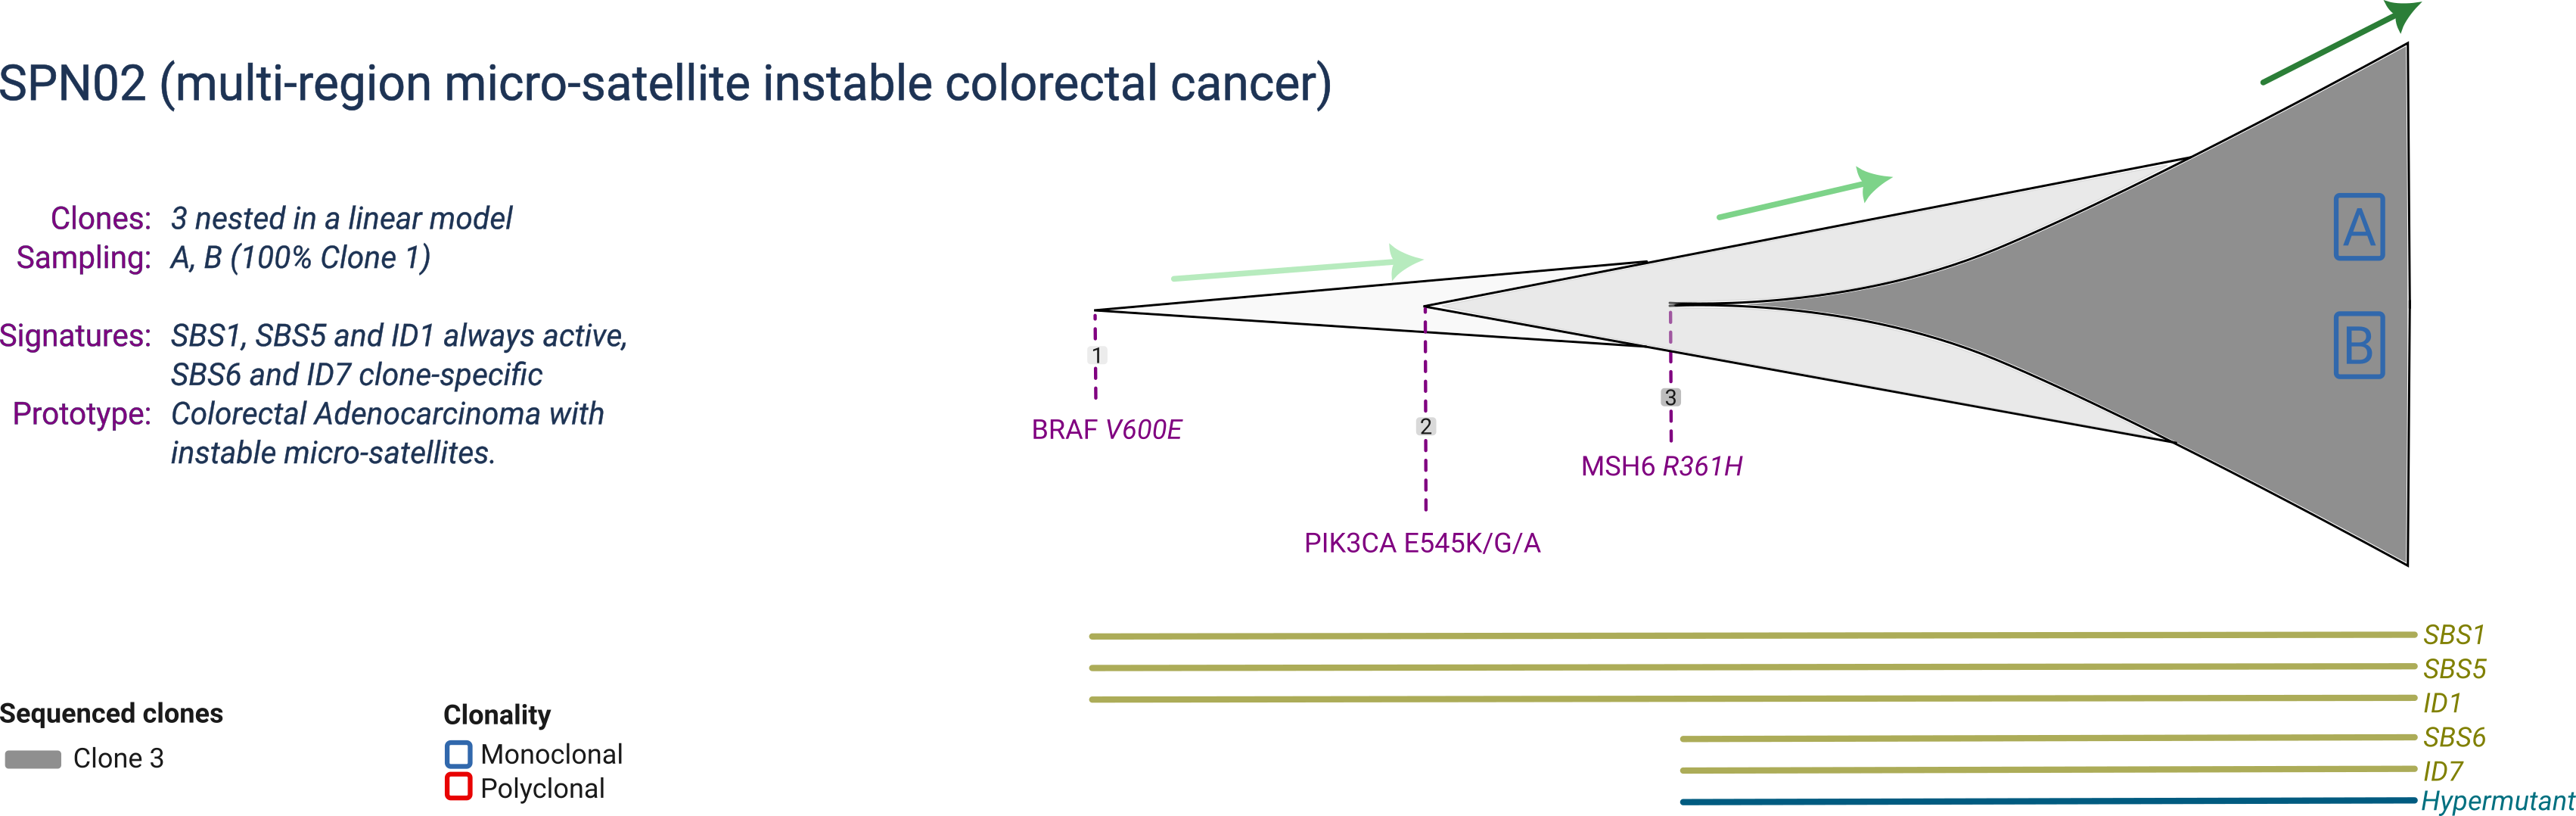 SPN02 (multi-region micro-satellite instable colorectal cancer)
Clones: 3 nested in a linear model
Sampling: A, B (100% Clone 1)
Signatures: SBS1, SBS5 and ID1 always active,
SBS6 and ID7 clone-specific
Prototype: Colorectal Adenocarcinoma with
instable micro-satellites.
A
B
1
2
3
BRAF V600E
MSH6 R361H
PIK3CA E545K/G/A
SBS1
SBS5
ID1
SBS6
ID7
Hypermutant
Sequenced clones
Clone 3
Clonality
Monoclonal
Polyclonal